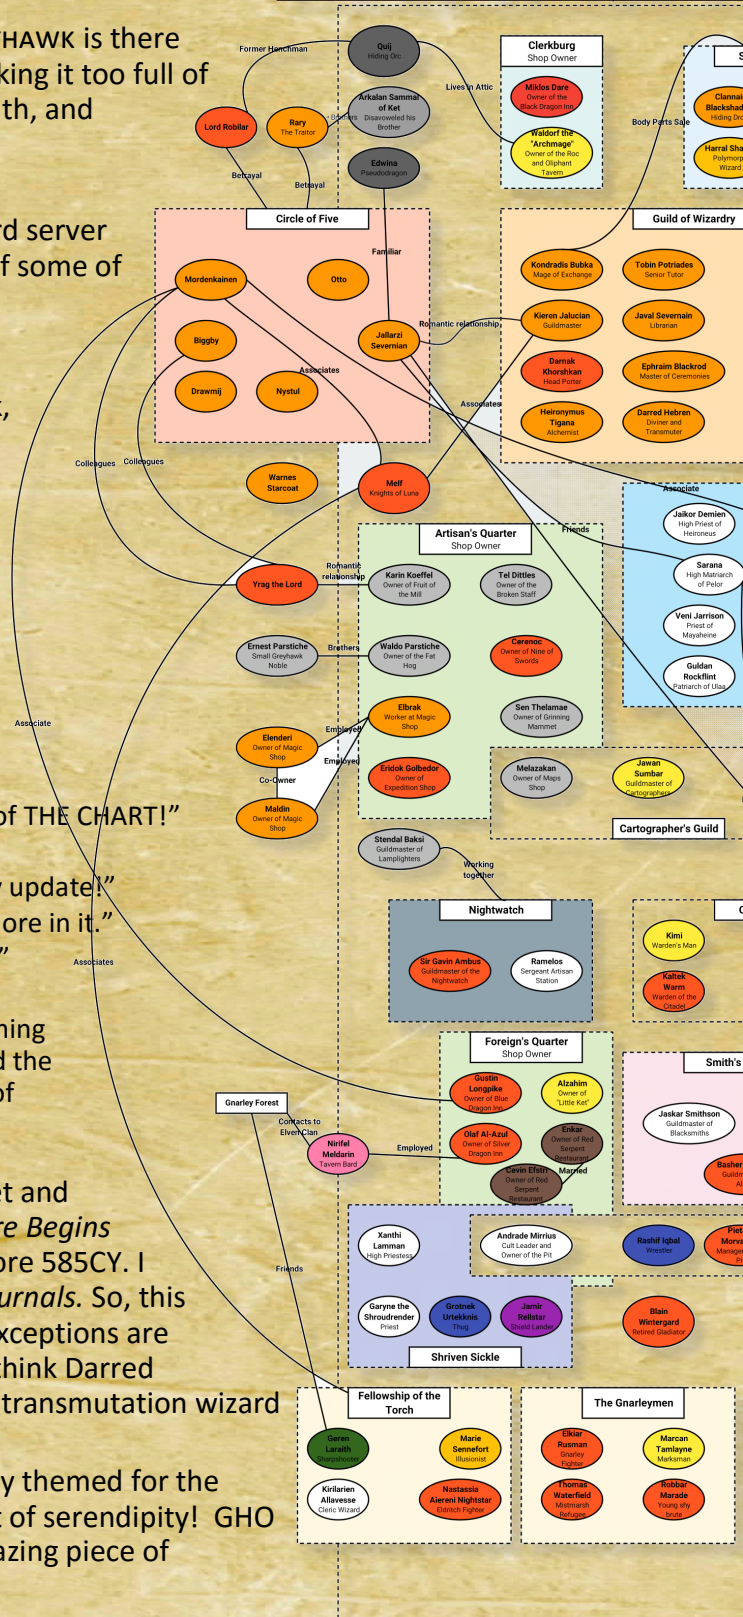 HAWK is there
king it too full of
th, and
rd server
f some of
of THE CHART!”
update!”
ore in it.”
”
ning
d the
of
et and
re Begins
ore 585CY. I
urnals. So, this
xceptions are
think Darred
transmutation wizard
y themed for the
t of serendipity!  GHO
azing piece of
Former Henchman
Quij
Hiding Orc
Lives in Attic
Clerkburg
Shop Owner
Miklos Dare
Owner of the
Black Dragon Inn
Waldorf the
"Archmage"
Owner of the Roc
and Oliphant
Tavern
Lord Robilar
Rary
The Traitor
Brothers
Arkalan Sammal
of Ket
Disavoweled his
Brother
Edwina
Pseudodragon
Betrayal
Betrayal
Body Parts Sale
S
Clannai
Blackshad
Hiding Dro
Harral Sha
Polymorp
Wizard
Circle of Five
Mordenkainen
Otto
Biggby
Jallarzi
Severnian
Drawmij
Nystul
Familiar
Romantic relationship
Associates
Associates
Guild of Wizardry
Kondradis Bubka
Mage of Exchange
Tobin Potriades
Senior Tutor
Kieren Jalucian
Guildmaster
Javal Severnain
Librarian
Darnak
Khorshkan
Head Porter
Ephraim Blackrod
Master of Ceremonies
Heironymus
Tigana
Alchemist
Darred Hebren
Diviner and
Transmuter
Colleagues
Colleagues
Warnes
Starcoat
Melf
Knights of Luna
Associate
Jaikor Demien
High Priest of
Heironeus
Sarana
High Matriarch
of Pelor
Veni Jarrison
Priest of
Mayaheine
Guldan
Rockflint
Patriarch of Ulaa
Friends
Artisan's Quarter
Shop Owner
Yrag the Lord
Romantic
relationship
Karin Koeffel
Owner of Fruit of
the Mill
Tel Dittles
Owner of the
Broken Staff
Ernest Parstiche
Small Greyhawk
Noble
Brothers
Waldo Parstiche
Owner of the Fat
Hog
Cerenoc
Owner of Nine of
Swords
Elenderi
Owner of Magic
Shop
Employed
Elbrak
Worker at Magic
Shop
Sen Thelamae
Owner of Grinning
Mammet
Employed
Co-Owner
Maldin
Owner of Magic
Shop
Eridok Golbedor
Owner of
Expedition Shop
Melazakan
Owner of Maps
Shop
Jawan
Sumbar
Guildmaster of
Cartographers
Cartographer's Guild
Associate
Stendal Baksi
Guildmaster of
Lamplighters
Working
together
Nightwatch
Sir Gavin Ambus
Guildmaster of the
Nightwatch
Ramelos
Sergeant Artisan
Station
Kimi
Warden's Man
Kaltek
Warm
Warden of the
Citadel
Associates
Foreign's Quarter
Shop Owner
Gustin
Longpike
Owner of Blue
Dragon Inn
Alzahim
Owner of
"Little Ket"
Olaf Al-Azul
Owner of Silver
Dragon Inn
Enkar
Owner of Red
Serpent
Restaurant
Cevin Efstri
Owner of Red
Serpent
Restaurant
Married
Gnarley Forest
Contacts to
Elven Clan
Nirifel
Meldarin
Tavern Bard
Employed
Smith's
Jaskar Smithson
Guildmaster of
Blacksmiths
Basher
Guildm
Al
Xanthi
Lamman
High Priestess
Andrade Mirrius
Cult Leader and
Owner of the Pit
Rashif Iqbal
Wrestler
Piet
Morva
Manage
Pi
Garyne the
Shroudrender
Priest
Grotnek
Urtekknis
Thug
Jamir
Rellstar
Shield Lander
Shriven Sickle
Blain
Wintergard
Retired Gladiator
Friends
Fellowship of the
Torch
Geren
Laraith
Sharpshooter
Marie
Sennefort
Illusionist
Kirilarien
Allavesse
Cleric Wizard
Nastassia
Aiereni Nightstar
Eldritch Fighter
The Gnarleymen
Elkiar
Rusman
Gnarley
Fighter
Marcan
Tamlayne
Marksman
Thomas
Waterfield
Mistmarsh
Refugee
Robbar
Marade
Young shy
brute